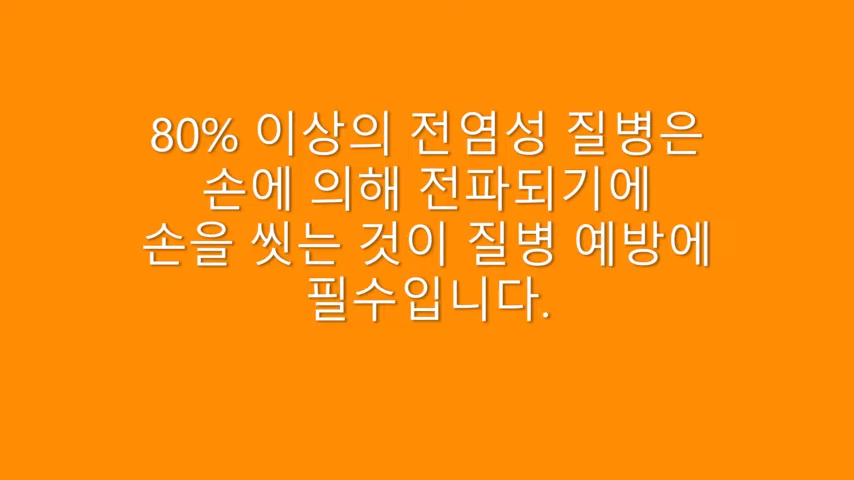 80% 이상의 전염성 질병은
손에 의해 전파되기에
손을 씻는 것이 질병 예방에
필수입니다.